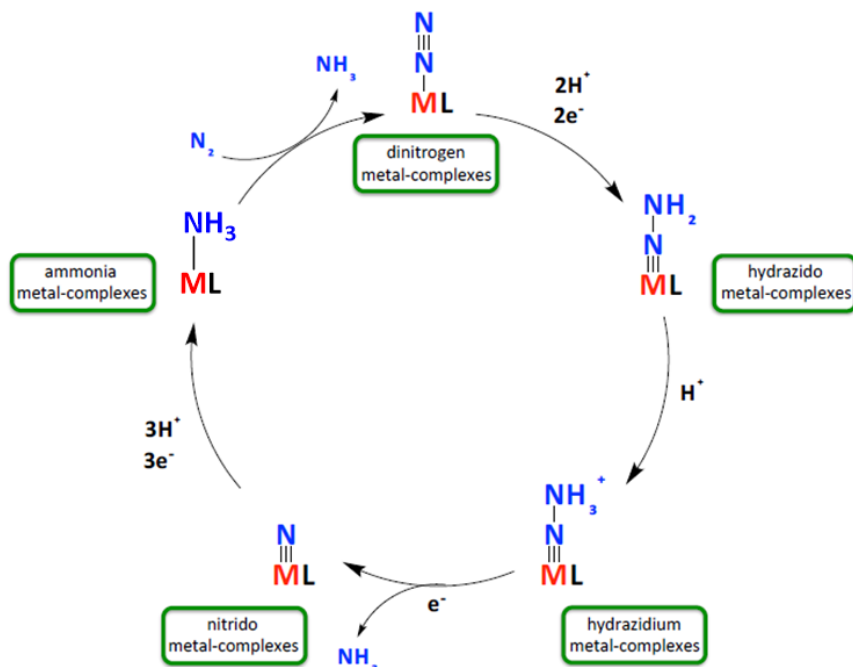 N
N
ML
dinitrogen
metal-complexes
2H⁺
2e⁻
NH₂
N
ML
hydrazido
metal-complexes
H⁺
NH₃⁺
N
ML
hydrazidium
metal-complexes
e⁻
NH₃
N
ML
nitrido
metal-complexes
3H⁺
3e⁻
NH₃
ML
ammonia
metal-complexes
N₂
NH₃